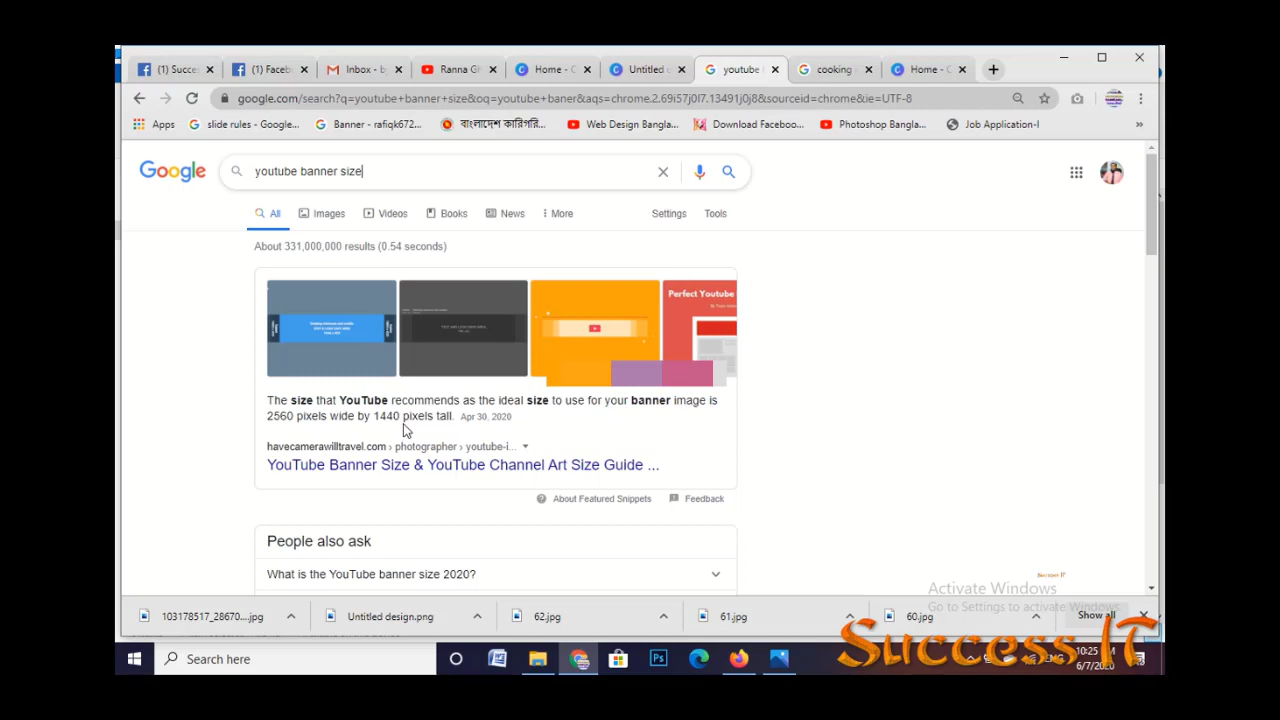 (1) Succe
(1) Faceb
Inbox - b
Ranna Gh
Home - C
Untitled d
youtube
cooking
Home - C
google.com/search?q=youtube+banner+size&oq=youtube+baner&aqs=chrome.2.69i57j0l7.13491j0j8&sourceid=chrome&ie=UTF-8
Apps
slide rules - Google...
Banner - rafiqk672...
বাংলাদেশ কারিগরি...
Web Design Bangla...
Download Faceboo...
Photoshop Bangla...
Job Application-I
»
Google
youtube banner size
All
Images
Videos
Books
News
More
Settings
Tools
About 331,000,000 results (0.54 seconds)
Perfect Youtube
The size that YouTube recommends as the ideal size to use for your banner image is
2560 pixels wide by 1440 pixels tall. Apr 30, 2020
havecamerawilltravel.com › photographer › youtube-i...
YouTube Banner Size & YouTube Channel Art Size Guide ...
About Featured Snippets
Feedback
People also ask
What is the YouTube banner size 2020?
Success IT
Activate Windows
Go to Settings to activate Windows.
103178517_28670....jpg
Untitled design.png
62.jpg
61.jpg
60.jpg
Show all
Success IT
Search here
ENG
10:25
6/7/2020